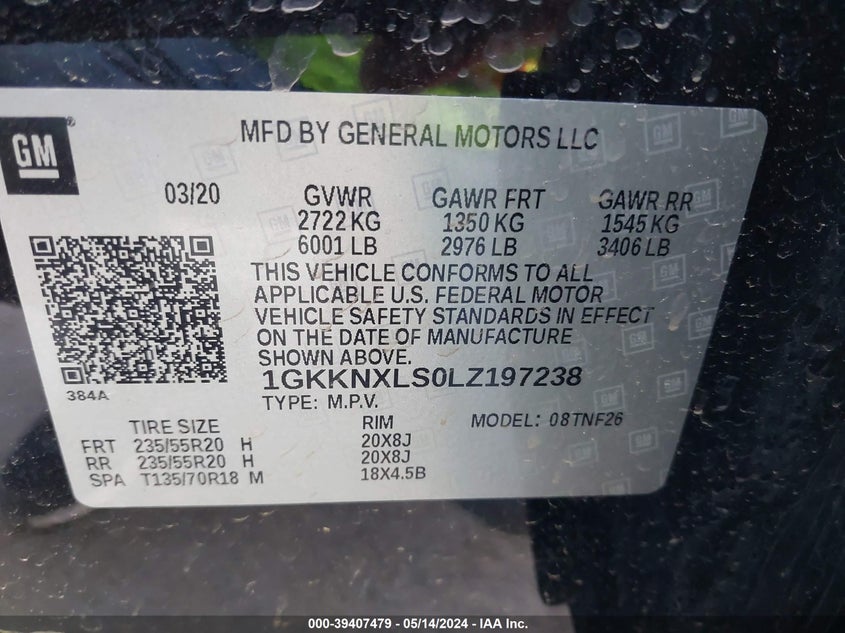 GM
MFD BY GENERAL MOTORS LLC
03/20 GVWR GAWR FRT GAWR RR
2722 KG 1350 KG 1545 KG
6001 LB 2976 LB 3406 LB
THIS VEHICLE CONFORMS TO ALL
APPLICABLE U.S. FEDERAL MOTOR
VEHICLE SAFETY STANDARDS IN EFFECT
ON THE DATE OF MANUFACTURE
SHOWN ABOVE.
384A
1GKKNXLS0LZ197238
TYPE: M.P.V.
TIRE SIZE RIM MODEL: 08TNF26
FRT 235/55R20 H 20X8J
RR 235/55R20 H 20X8J
SPA T135/70R18 M 18X4.5B
000-39407479 — 05/14/2024 — IAA Inc.